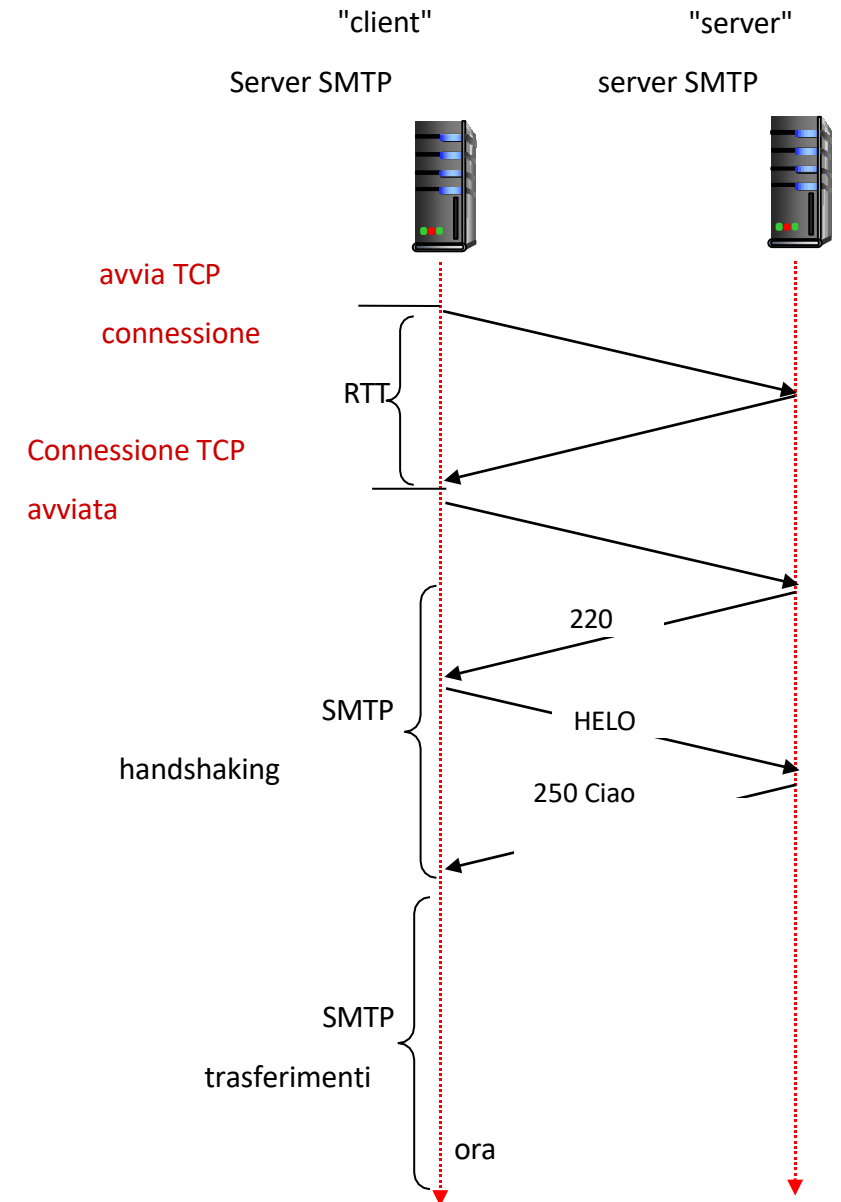 "client"
"server"
Server SMTP
server SMTP
avvia TCP
connessione
RTT
Connessione TCP
avviata
220
SMTP
HELO
handshaking
250 Ciao
SMTP
trasferimenti
ora